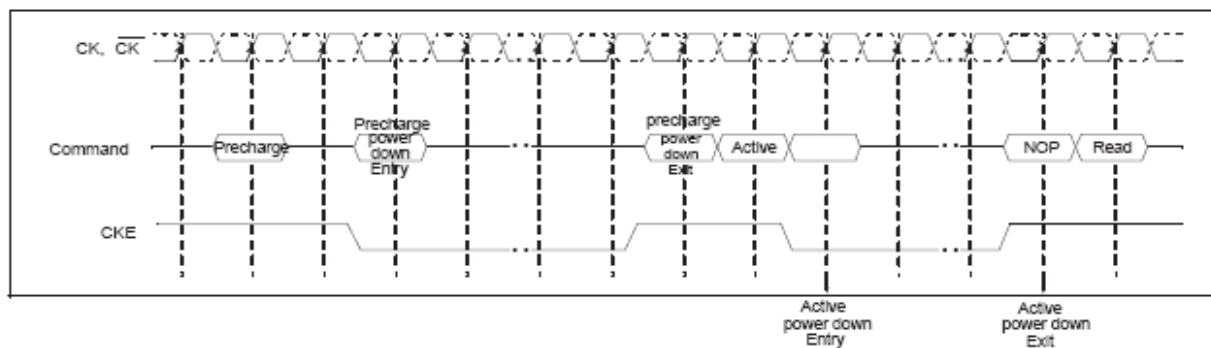 CK, CK
Command
Precharge
Precharge
power
down
Entry
precharge
power
down
Exit
Active
NOP
Read
CKE
Active
power down
Entry
Active
power down
Exit